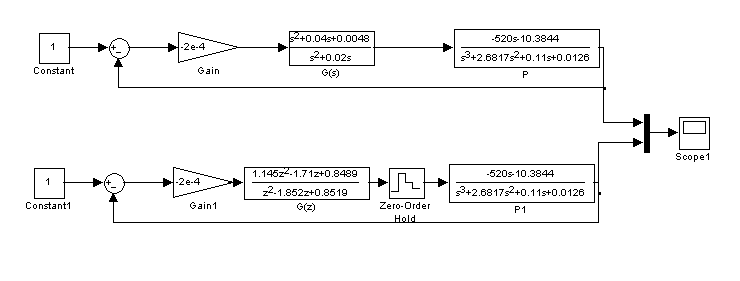 1
Constant
+
-
-2e-4
Gain
s2+0.04s+0.0048
s2+0.02s
G(s)
-520s-10.3844
s3+2.6817s2+0.11s+0.0126
P
Scope1
1
Constant1
+
-
-2e-4
Gain1
1.145z2-1.71z+0.8489
z2-1.852z+0.8519
G(z)
Zero-Order
Hold
-520s-10.3844
s3+2.6817s2+0.11s+0.0126
P1